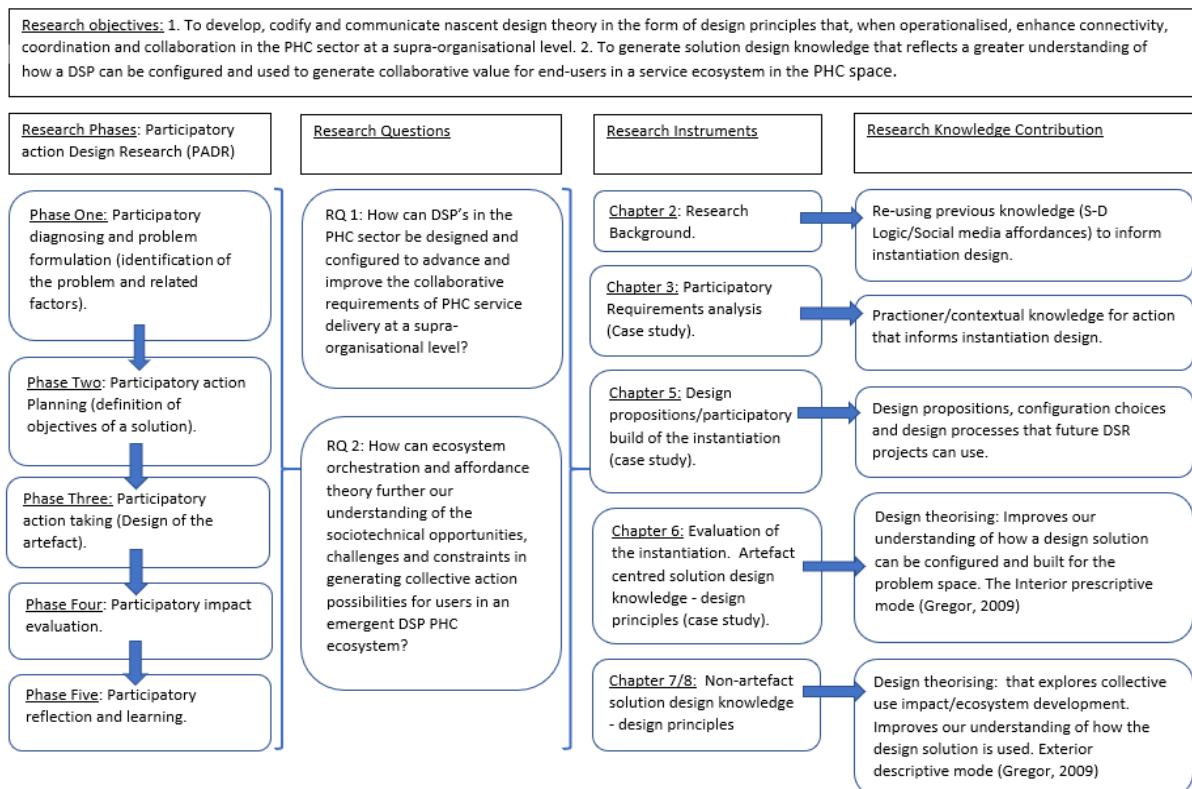 Research objectives: 1. To develop, codify and communicate nascent design theory in the form of design principles that, when operationalised, enhance connectivity,
coordination and collaboration in the PHC sector at a supra-organisational level. 2. To generate solution design knowledge that reflects a greater understanding of
how a DSP can be configured and used to generate collaborative value for end-users in a service ecosystem in the PHC space.
Research Phases: Participatory
action Design Research (PADR)
Research Questions
Research Instruments
Research Knowledge Contribution
Phase One: Participatory
diagnosing and problem
formulation (identification of
the problem and related
factors).
Phase Two: Participatory action
Planning (definition of
objectives of a solution).
Phase Three: Participatory
action taking (Design of the
artefact).
Phase Four: Participatory impact
evaluation.
Phase Five: Participatory
reflection and learning.
RQ 1: How can DSP's in the
PHC sector be designed and
configured to advance and
improve the collaborative
requirements of PHC service
delivery at a supra-
organisational level?
RQ 2: How can ecosystem
orchestration and affordance
theory further our
understanding of the
sociotechnical opportunities,
challenges and constraints in
generating collective action
possibilities for users in an
emergent DSP PHC
ecosystem?
Chapter 2: Research
Background.
Chapter 3: Participatory
Requirements analysis
(Case study).
Chapter 5: Design
propositions/participatory
build of the instantiation
(case study).
Chapter 6: Evaluation of
the instantiation. Artefact
centred solution design
knowledge - design
principles (case study).
Chapter 7/8: Non-artefact
solution design knowledge
- design principles
Re-using previous knowledge (S-D
Logic/Social media affordances) to inform
instantiation design.
Practioner/contextual knowledge for action
that informs instantiation design.
Design propositions, configuration choices
and design processes that future DSR
projects can use.
Design theorising: Improves our
understanding of how a design solution
can be configured and built for the
problem space. The Interior prescriptive
mode (Gregor, 2009)
Design theorising: that explores collective
use impact/ecosystem development.
Improves our understanding of how the
design solution is used. Exterior
descriptive mode (Gregor, 2009)